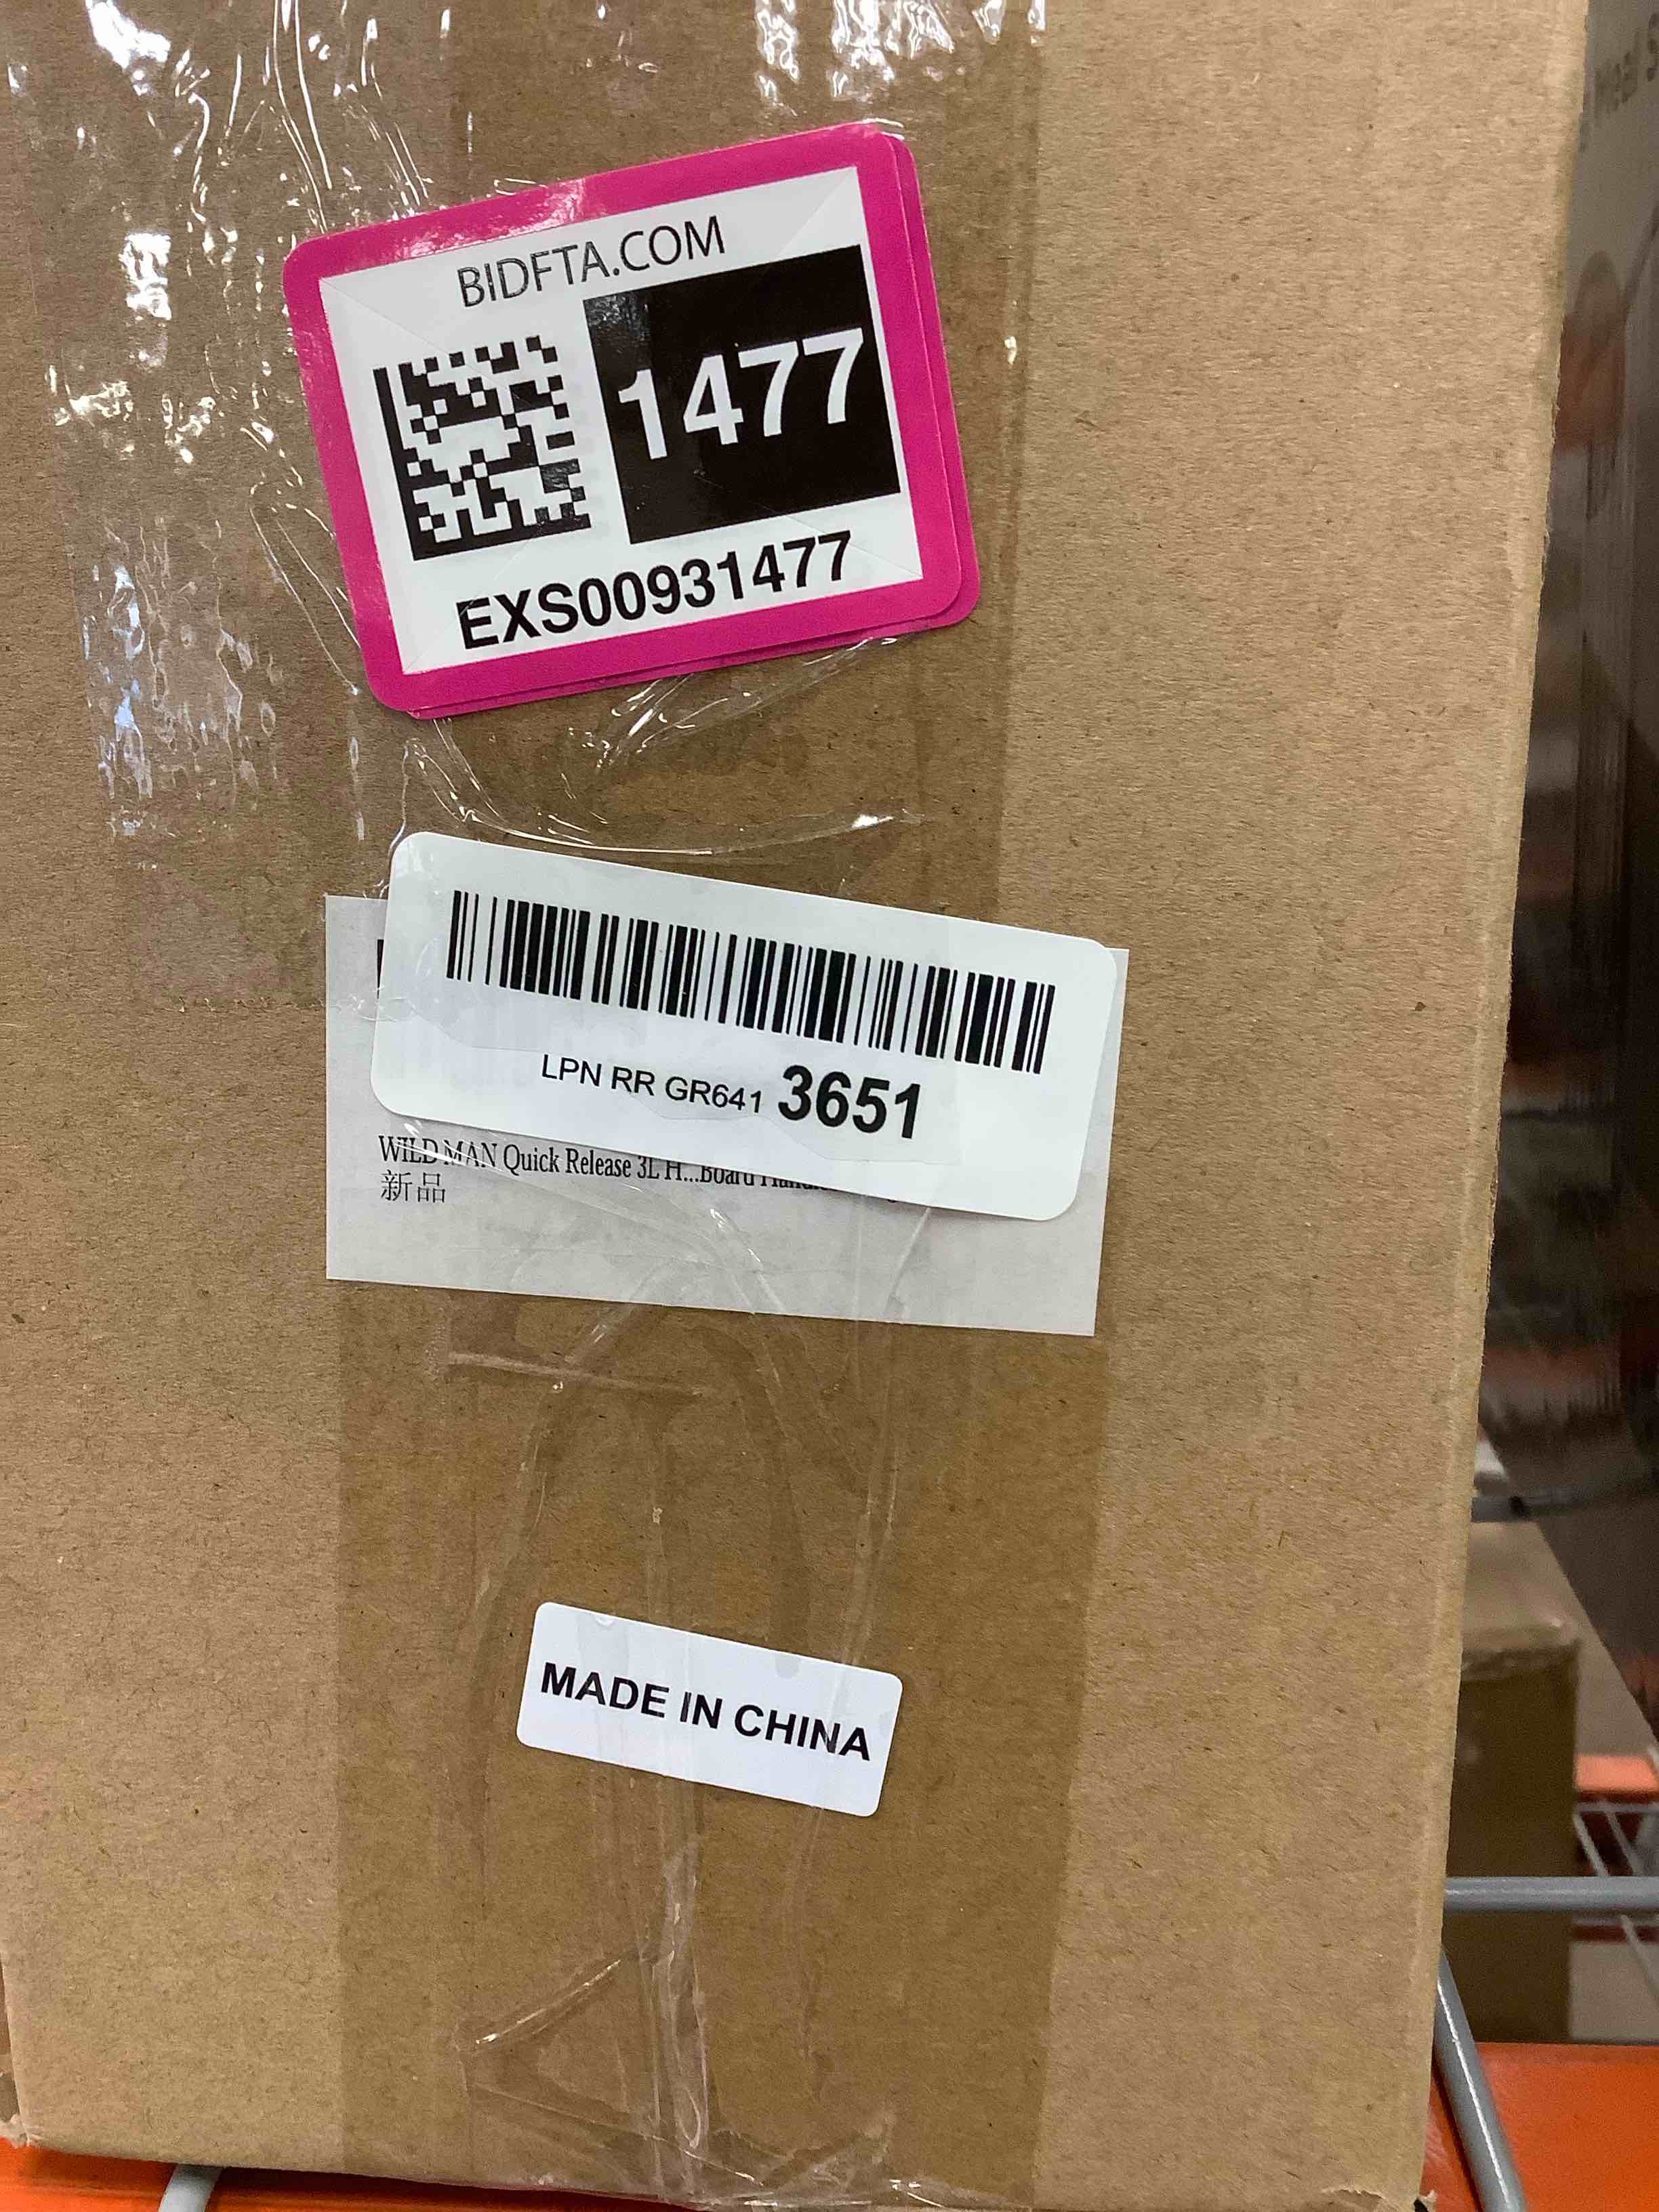 BIDFTA.COM
1477
EXS00931477
LPN RR GR641 3651
WILD MAN Quick Release 3L H...Board
新品
MADE IN CHINA